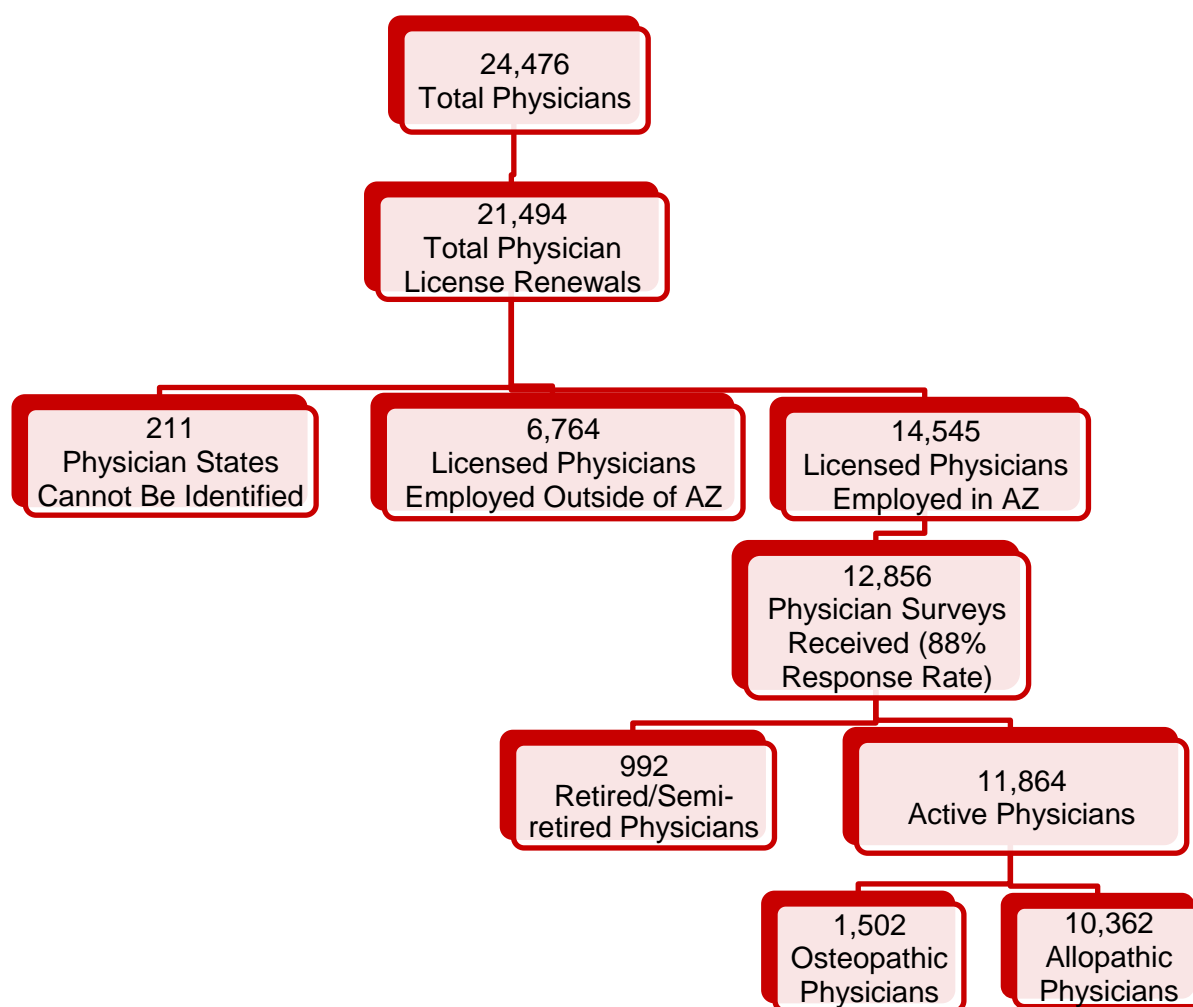 24,476
Total Physicians
21,494
Total Physician
License Renewals
211
Physician States
Cannot Be Identified
6,764
Licensed Physicians
Employed Outside of AZ
14,545
Licensed Physicians
Employed in AZ
12,856
Physician Surveys
Received (88%
Response Rate)
992
Retired/Semi-
retired Physicians
11,864
Active Physicians
1,502
Osteopathic
Physicians
10,362
Allopathic
Physicians